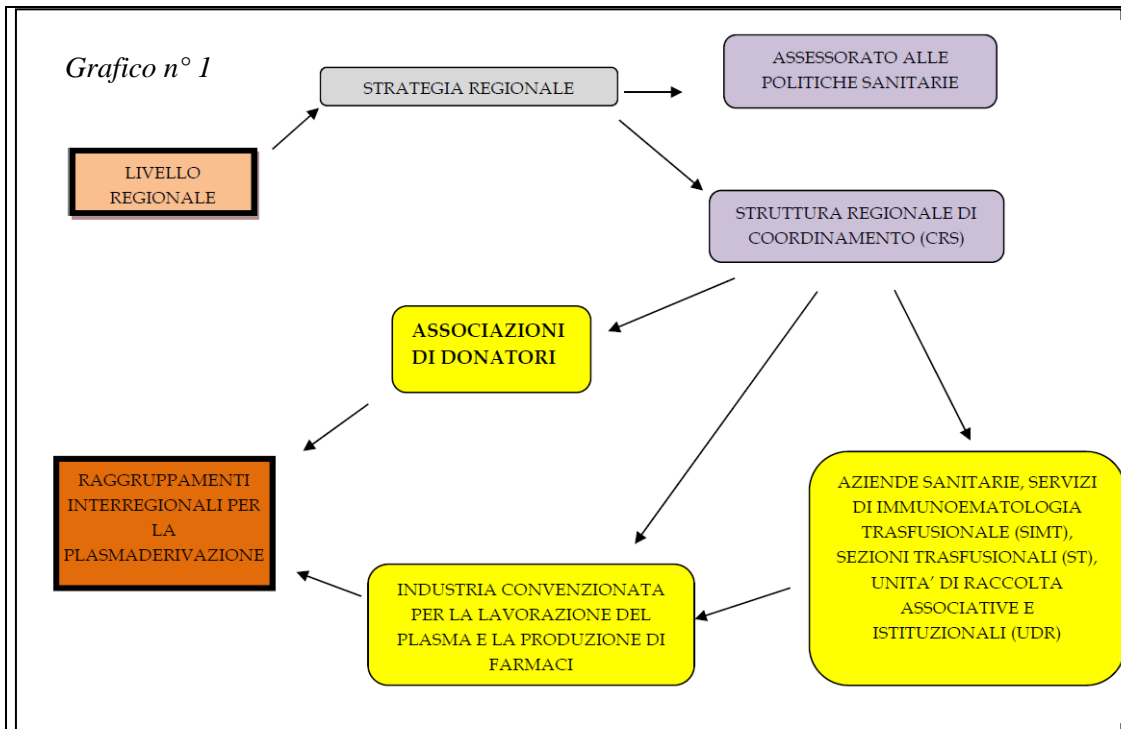 Grafico n° 1
STRATEGIA REGIONALE
ASSESSORATO ALLE
POLITICHE SANITARIE
LIVELLO
REGIONALE
STRUTTURA REGIONALE DI
COORDINAMENTO (CRS)
ASSOCIAZIONI
DI DONATORI
RAGGRUPPAMENTI
INTERREGIONALI PER
LA
PLASMADERIVAZIONE
INDUSTRIA CONVENZIONATA
PER LA LAVORAZIONE DEL
PLASMA E LA PRODUZIONE DI
FARMACI
AZIENDE SANITARIE, SERVIZI
DI IMMUNOEMATOLOGIA
TRASFUSIONALE (SIMT),
SEZIONI TRASFUSIONALI (ST),
UNITA’ DI RACCOLTA
ASSOCIATIVE E
ISTITUZIONALI (UDR)